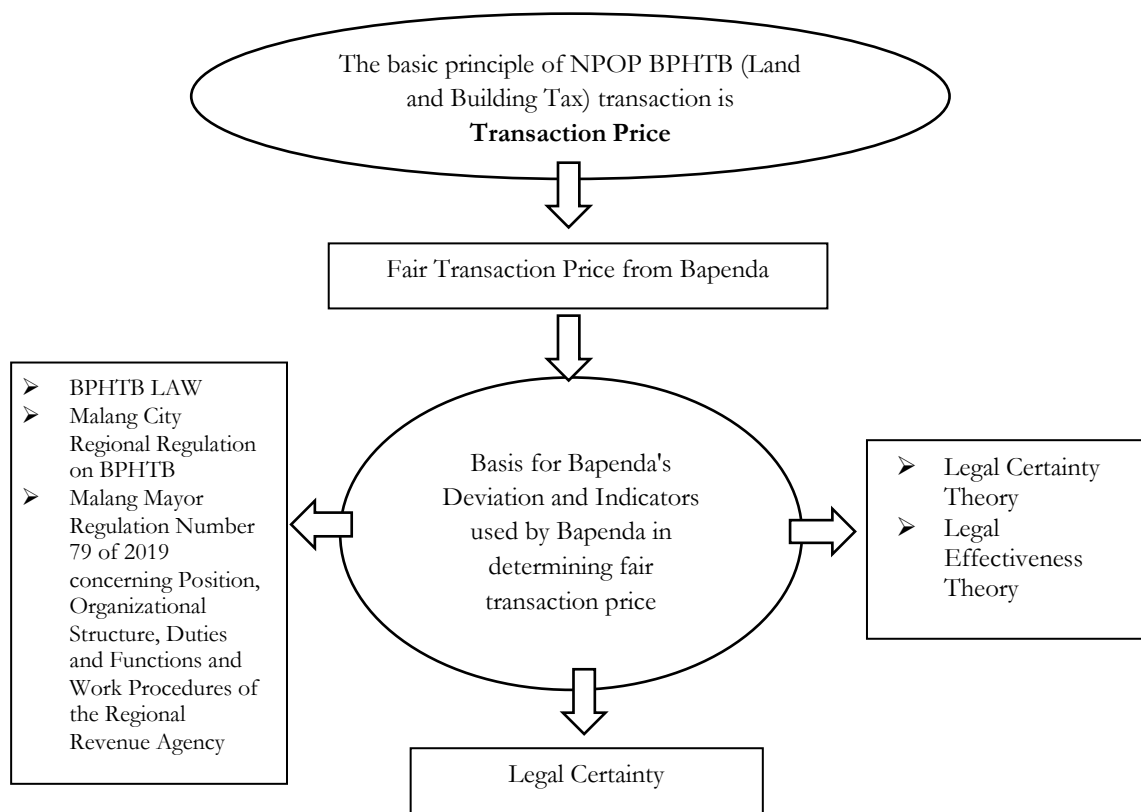 The basic principle of NPOP BPHTB (Land
and Building Tax) transaction is
Transaction Price
Fair Transaction Price from Bapenda
➢ BPHTB LAW
➢ Malang City
Regional Regulation
on BPHTB
➢ Malang Mayor
Regulation Number
79 of 2019
concerning Position,
Organizational
Structure, Duties
and Functions and
Work Procedures of
the Regional
Revenue Agency
Basis for Bapenda's
Deviation and Indicators
used by Bapenda in
determining fair
transaction price
➢ Legal Certainty
Theory
➢ Legal
Effectiveness
Theory
Legal Certainty